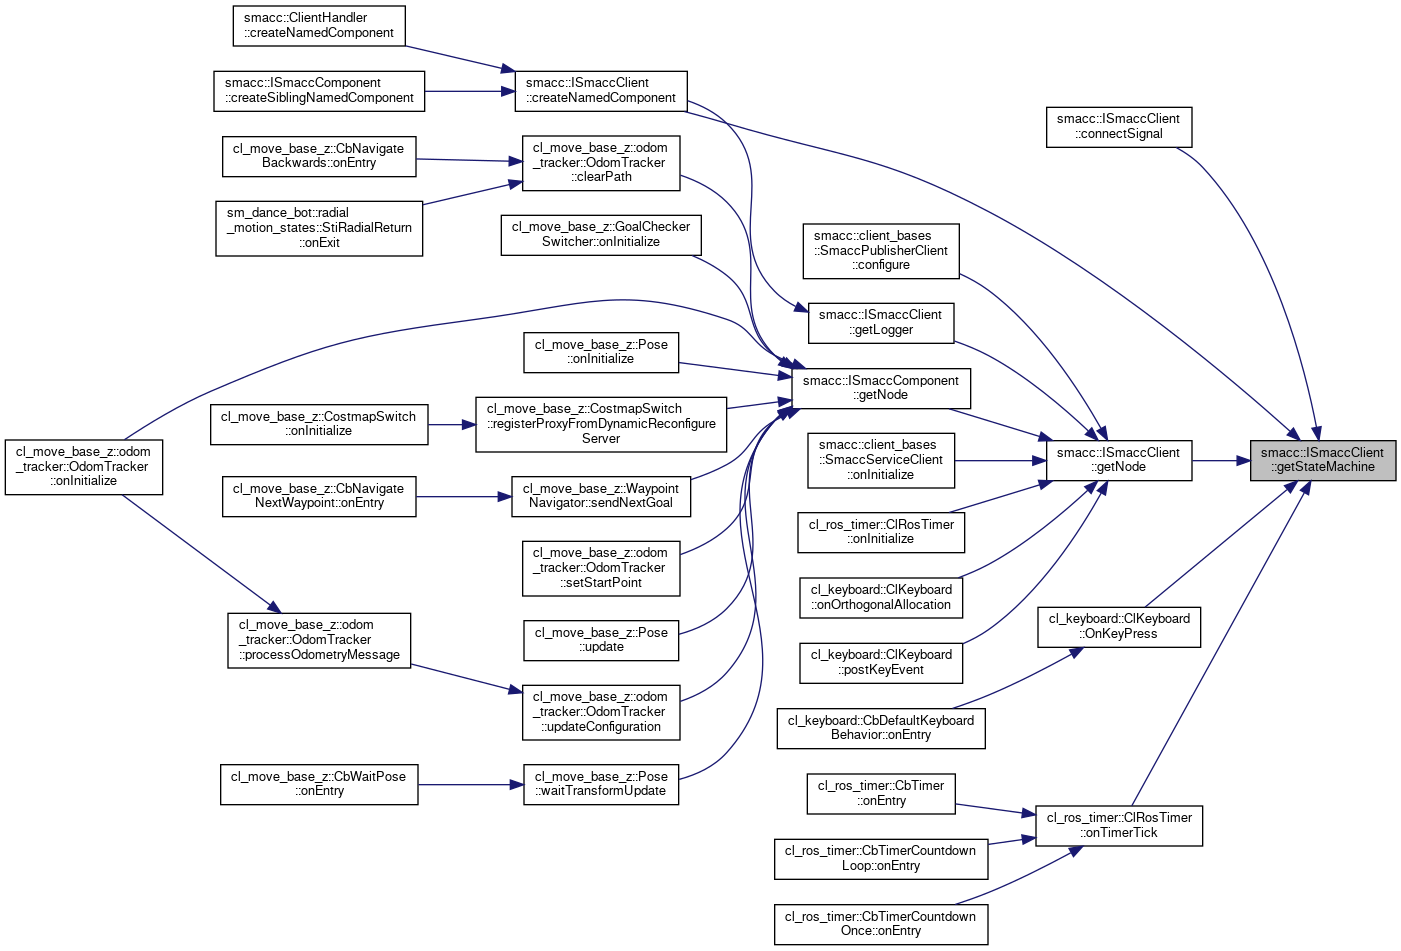 smacc::ClientHandler
::createNamedComponent
smacc::ISmaccComponent
::createSiblingNamedComponent
smacc::ISmaccClient
::createNamedComponent
cl_move_base_z::CbNavigate
Backwards::onEntry
cl_move_base_z::odom
_tracker::OdomTracker
::clearPath
sm_dance_bot::radial
_motion_states::StiRadialReturn
::onExit
cl_move_base_z::GoalChecker
Switcher::onInitialize
cl_move_base_z::Pose
::onInitialize
cl_move_base_z::CostmapSwitch
::onInitialize
cl_move_base_z::CostmapSwitch
::registerProxyFromDynamicReconfigure
Server
cl_move_base_z::odom
_tracker::OdomTracker
::onInitialize
cl_move_base_z::CbNavigate
NextWaypoint::onEntry
cl_move_base_z::Waypoint
Navigator::sendNextGoal
cl_move_base_z::odom
_tracker::OdomTracker
::setStartPoint
cl_move_base_z::odom
_tracker::OdomTracker
::processOdometryMessage
cl_move_base_z::Pose
::update
cl_move_base_z::odom
_tracker::OdomTracker
::updateConfiguration
cl_move_base_z::CbWaitPose
::onEntry
cl_move_base_z::Pose
::waitTransformUpdate
smacc::client_bases
::SmaccPublisherClient
::configure
smacc::ISmaccClient
::getLogger
smacc::ISmaccComponent
::getNode
smacc::client_bases
::SmaccServiceClient
::onInitialize
cl_ros_timer::ClRosTimer
::onInitialize
cl_keyboard::ClKeyboard
::onOrthogonalAllocation
cl_keyboard::ClKeyboard
::postKeyEvent
cl_keyboard::CbDefaultKeyboard
Behavior::onEntry
cl_ros_timer::CbTimer
::onEntry
cl_ros_timer::CbTimerCountdown
Loop::onEntry
cl_ros_timer::CbTimerCountdown
Once::onEntry
smacc::ISmaccClient
::connectSignal
smacc::ISmaccClient
::getNode
cl_keyboard::ClKeyboard
::OnKeyPress
cl_ros_timer::ClRosTimer
::onTimerTick
smacc::ISmaccClient
::getStateMachine